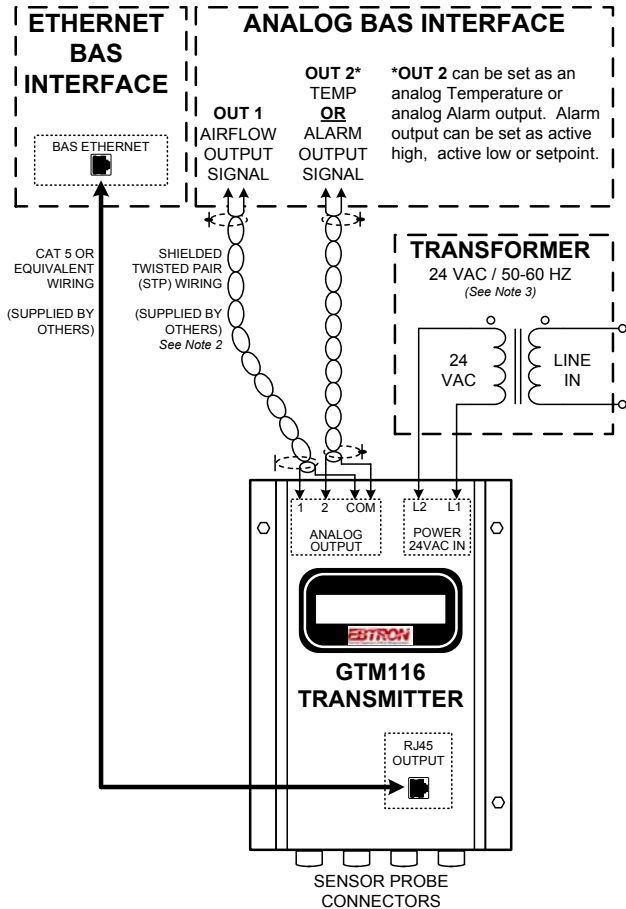 ETHERNET
BAS
INTERFACE
BAS ETHERNET
ANALOG BAS INTERFACE
OUT 1
AIRFLOW
OUTPUT
SIGNAL
OUT 2*
TEMP
OR
ALARM
OUTPUT
SIGNAL
*OUT 2 can be set as an
analog Temperature or
analog Alarm output. Alarm
output can be set as active
high, active low or setpoint.
CAT 5 OR
EQUIVALENT
WIRING
(SUPPLIED BY
OTHERS)
SHIELDED
TWISTED PAIR
(STP) WIRING
(SUPPLIED BY
OTHERS)
See Note 2
TRANSFORMER
24 VAC / 50-60 HZ
(See Note 3)
24
VAC
LINE
IN
1 2 COM
ANALOG
OUTPUT
L2 L1
POWER
24VAC IN
EBTRON
GTM116
TRANSMITTER
RJ45
OUTPUT
SENSOR PROBE
CONNECTORS